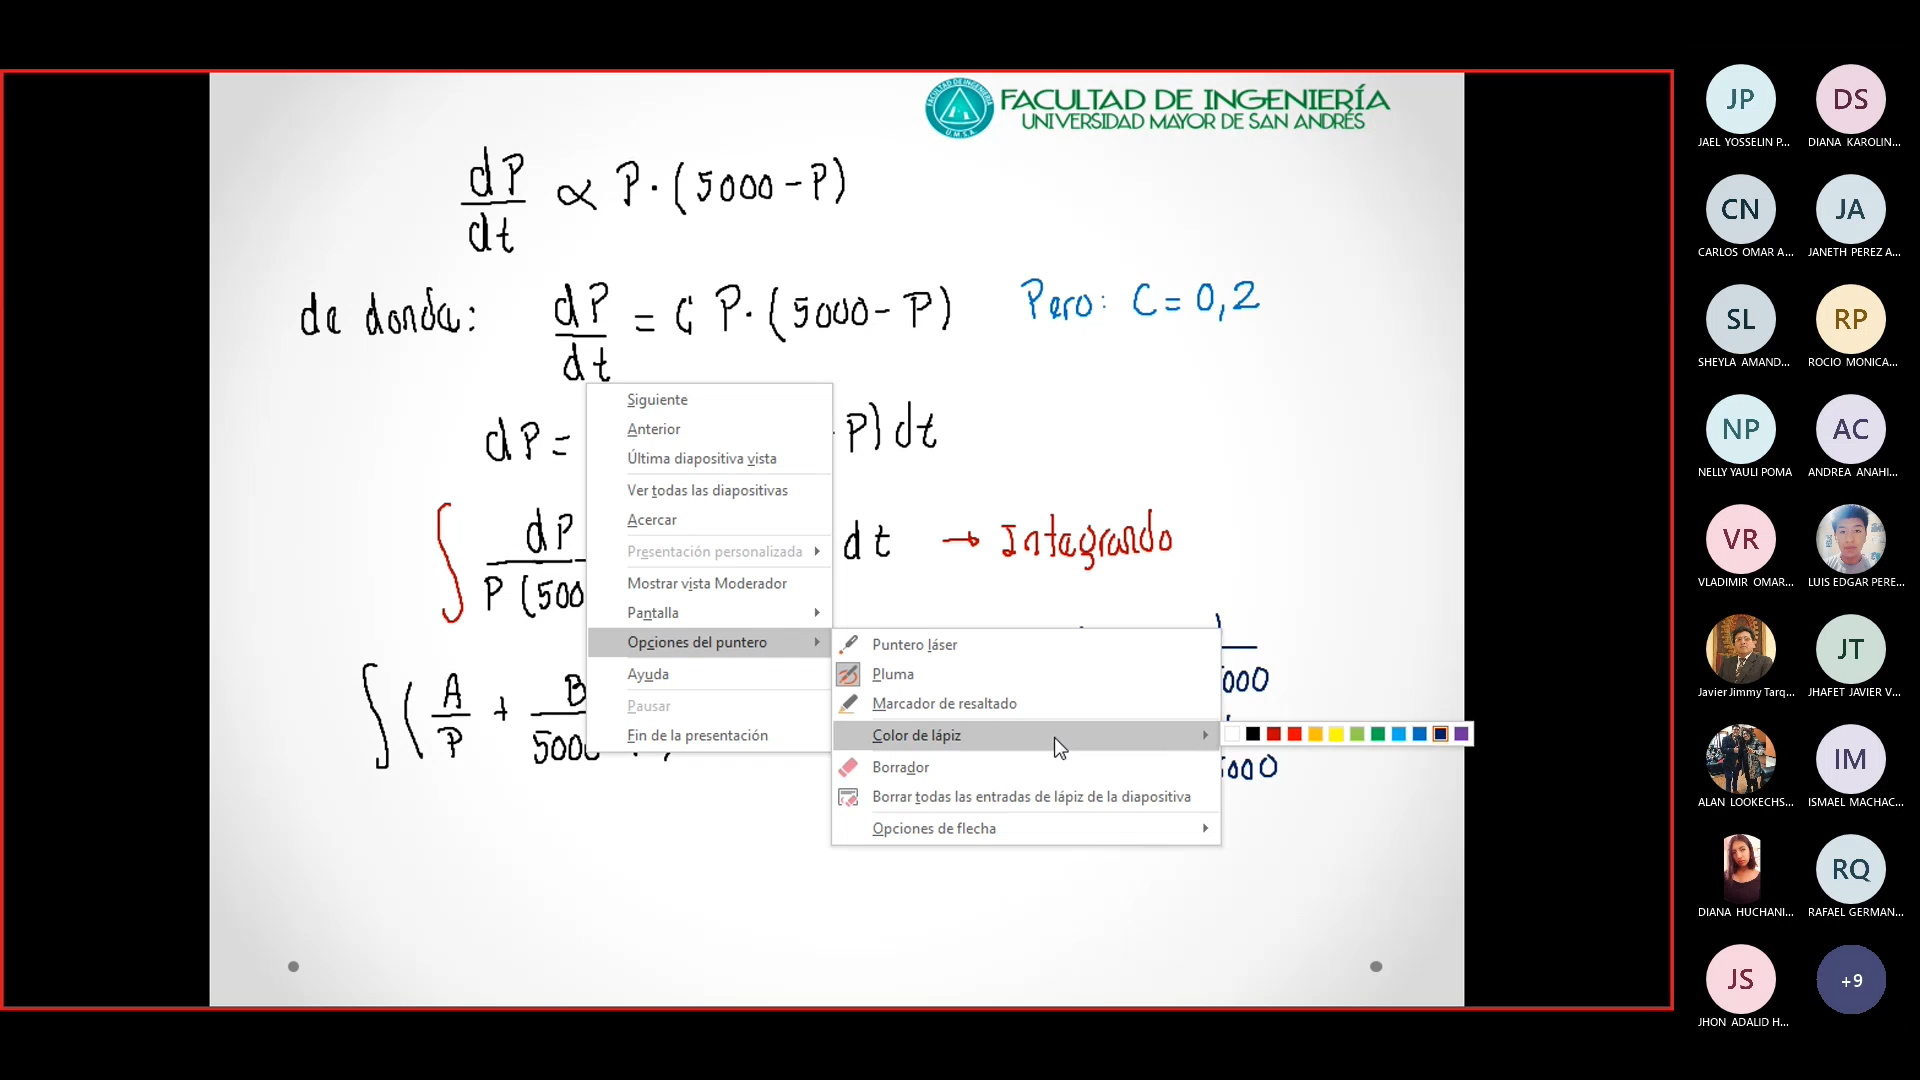 FACULTAD DE INGENIERÍA
UNIVERSIDAD MAYOR DE SAN ANDRÉS
dP/dt ∝ P·(5000-P)
de donde: dP/dt = C P·(5000-P) Pero: C=0,2
dP= P) dt
∫ dP/P(500 dt → Integrando
∫(A/P + B/5000
000
000
Siguiente
Anterior
Última diapositiva vista
Ver todas las diapositivas
Acercar
Presentación personalizada
Mostrar vista Moderador
Pantalla
Opciones del puntero
Ayuda
Pausar
Fin de la presentación
Puntero láser
Pluma
Marcador de resaltado
Color de lápiz
Borrador
Borrar todas las entradas de lápiz de la diapositiva
Opciones de flecha
JP
JAEL YOSSELIN P...
DS
DIANA KAROLIN...
CN
CARLOS OMAR A...
JA
JANETH PEREZ A...
SL
SHEYLA AMAND...
RP
ROCIO MONICA...
NP
NELLY YAULI POMA
AC
ANDREA ANAHI...
VR
VLADIMIR OMAR...
LUIS EDGAR PERE...
Javier Jimmy Tarq...
JT
JHAFET JAVIER V...
ALAN LOOKECHS...
IM
ISMAEL MACHAC...
DIANA HUCHANI...
RQ
RAFAEL GERMAN...
JS
JHON ADALID H...
+9